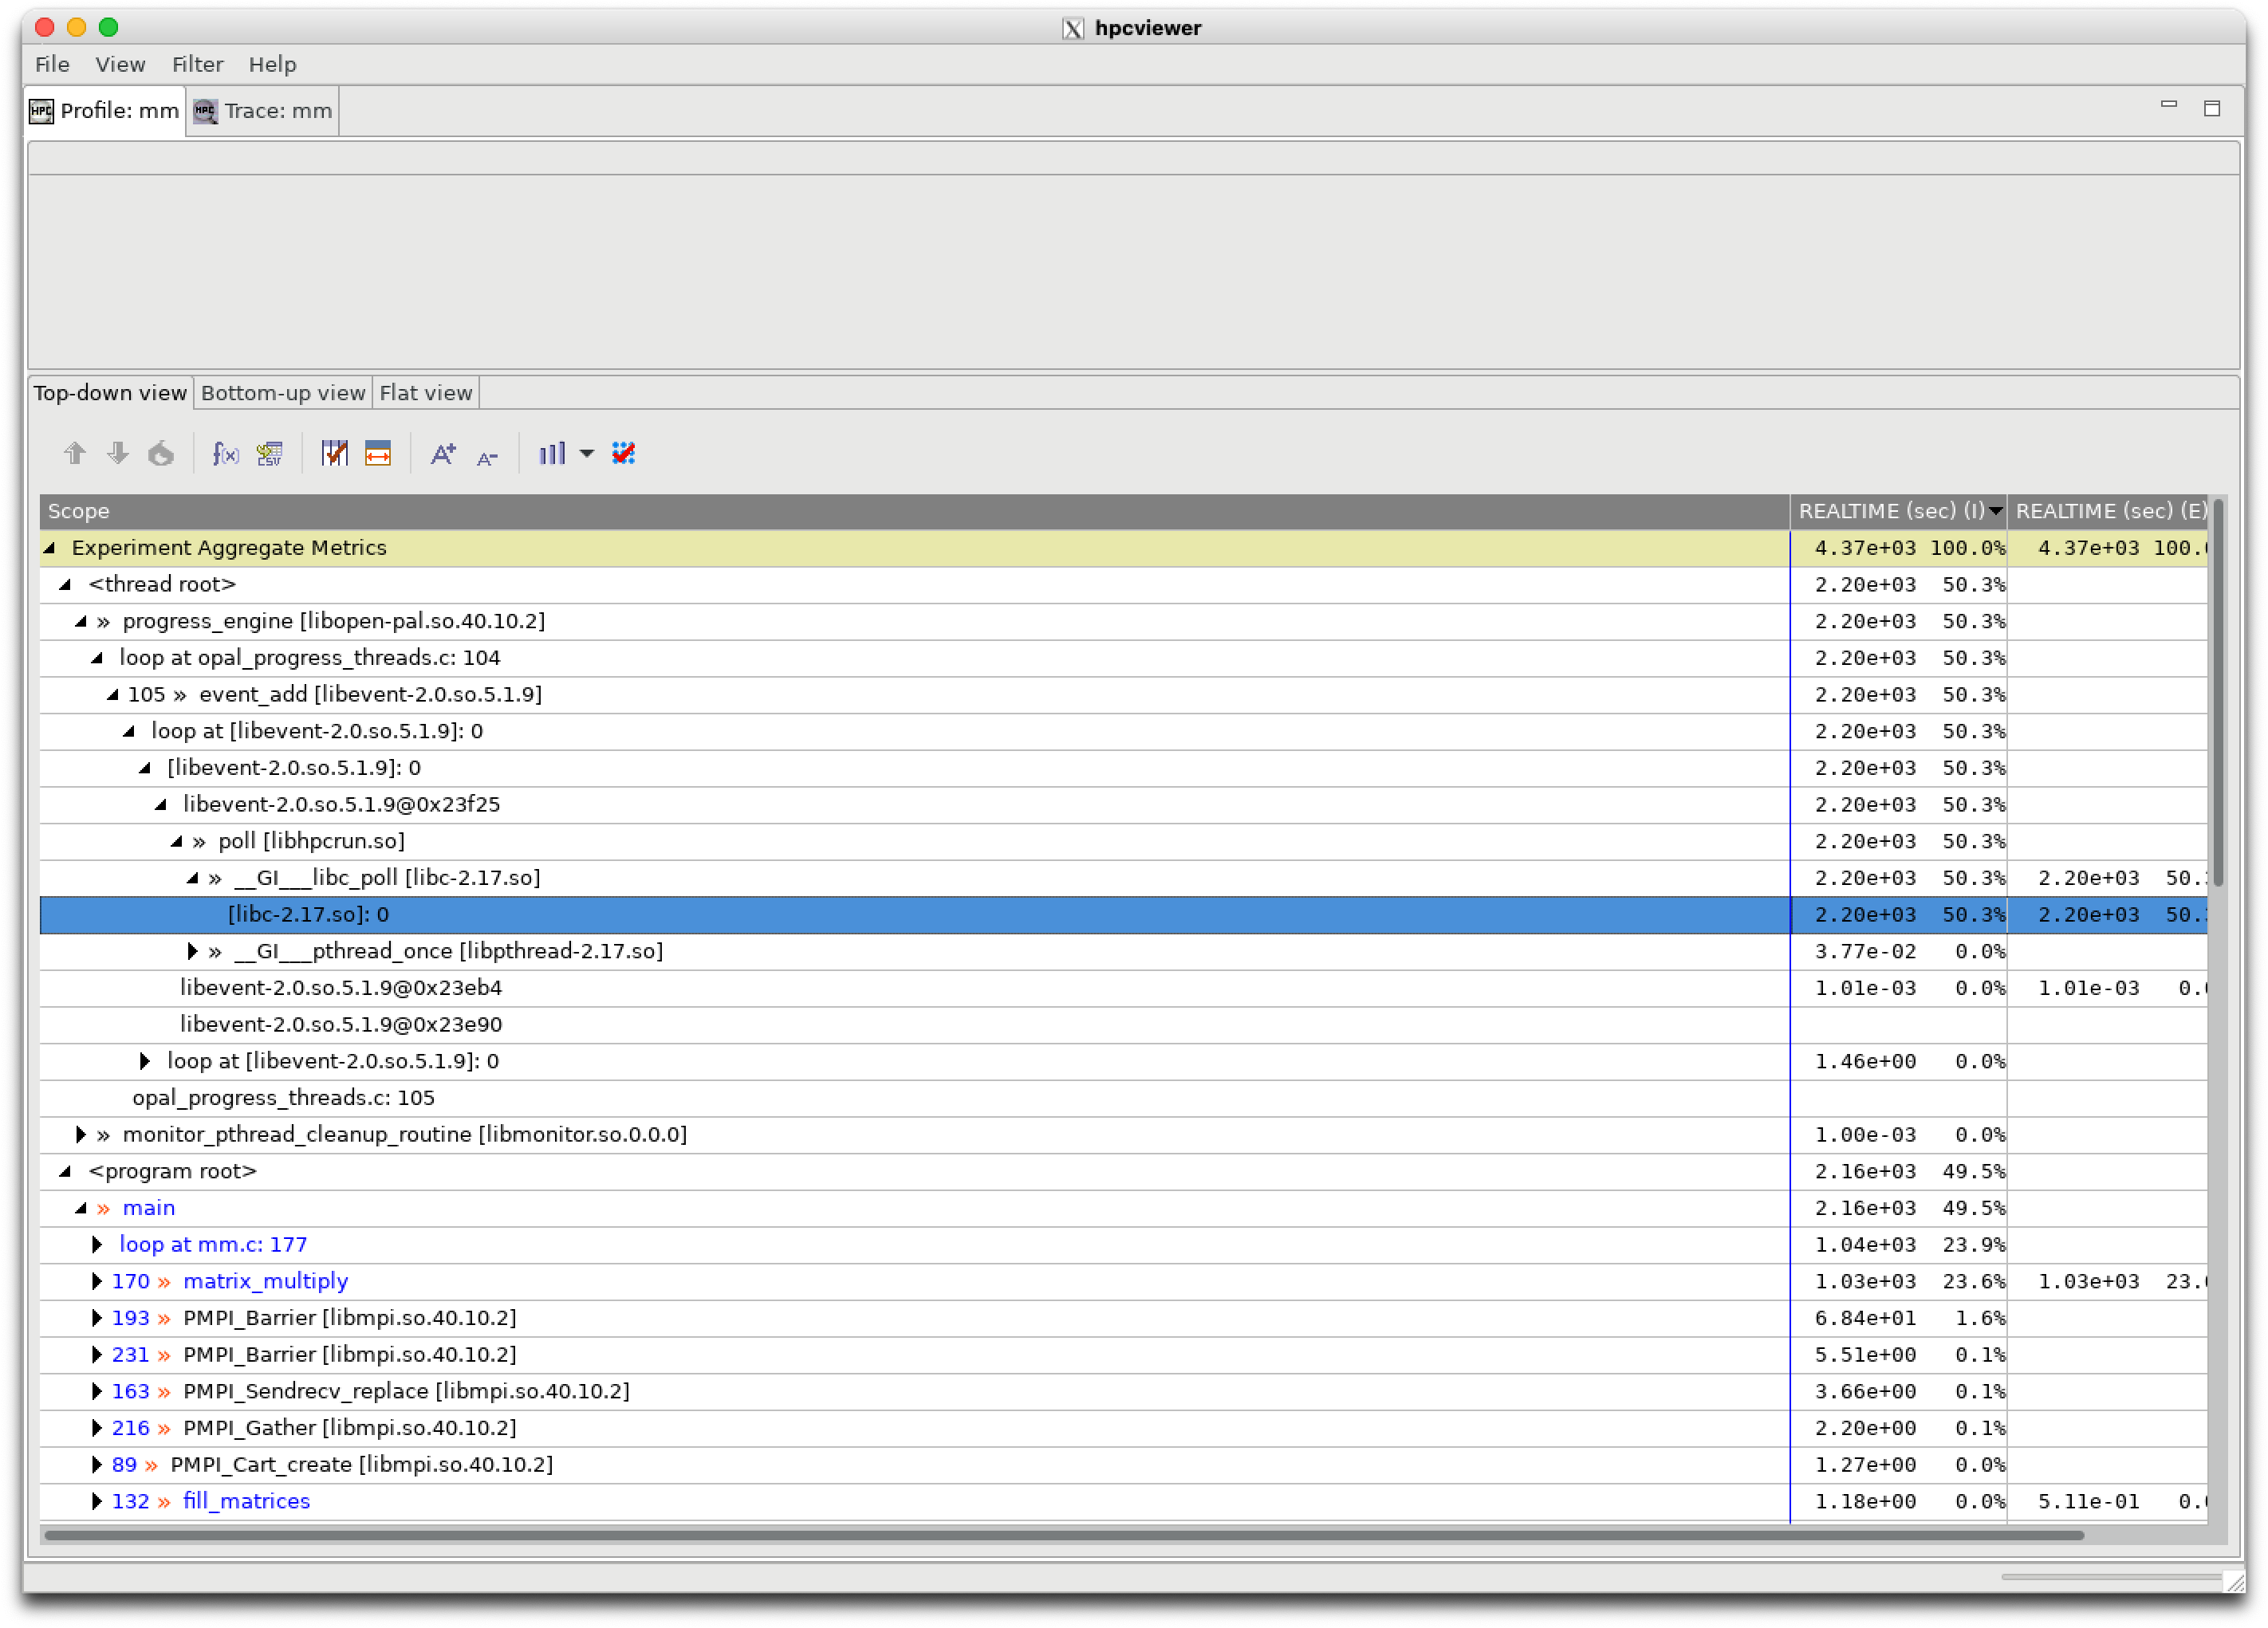 hpcviewer
File View Filter Help
Profile: mm Trace: mm
Top-down view Bottom-up view Flat view
f(x) CSV A+ A-
Scope REALTIME (sec) (I) REALTIME (sec) (E)
Experiment Aggregate Metrics 4.37e+03 100.0% 4.37e+03 100.
<thread root> 2.20e+03 50.3%
» progress_engine [libopen-pal.so.40.10.2] 2.20e+03 50.3%
loop at opal_progress_threads.c: 104 2.20e+03 50.3%
105 » event_add [libevent-2.0.so.5.1.9] 2.20e+03 50.3%
loop at [libevent-2.0.so.5.1.9]: 0 2.20e+03 50.3%
[libevent-2.0.so.5.1.9]: 0 2.20e+03 50.3%
libevent-2.0.so.5.1.9@0x23f25 2.20e+03 50.3%
» poll [libhpcrun.so] 2.20e+03 50.3%
» __GI___libc_poll [libc-2.17.so] 2.20e+03 50.3% 2.20e+03 50.
[libc-2.17.so]: 0 2.20e+03 50.3% 2.20e+03 50.
» __GI___pthread_once [libpthread-2.17.so] 3.77e-02 0.0%
libevent-2.0.so.5.1.9@0x23eb4 1.01e-03 0.0% 1.01e-03 0.
libevent-2.0.so.5.1.9@0x23e90
loop at [libevent-2.0.so.5.1.9]: 0 1.46e+00 0.0%
opal_progress_threads.c: 105
» monitor_pthread_cleanup_routine [libmonitor.so.0.0.0] 1.00e-03 0.0%
<program root> 2.16e+03 49.5%
» main 2.16e+03 49.5%
loop at mm.c: 177 1.04e+03 23.9%
170 » matrix_multiply 1.03e+03 23.6% 1.03e+03 23.
193 » PMPI_Barrier [libmpi.so.40.10.2] 6.84e+01 1.6%
231 » PMPI_Barrier [libmpi.so.40.10.2] 5.51e+00 0.1%
163 » PMPI_Sendrecv_replace [libmpi.so.40.10.2] 3.66e+00 0.1%
216 » PMPI_Gather [libmpi.so.40.10.2] 2.20e+00 0.1%
89 » PMPI_Cart_create [libmpi.so.40.10.2] 1.27e+00 0.0%
132 » fill_matrices 1.18e+00 0.0% 5.11e-01 0.